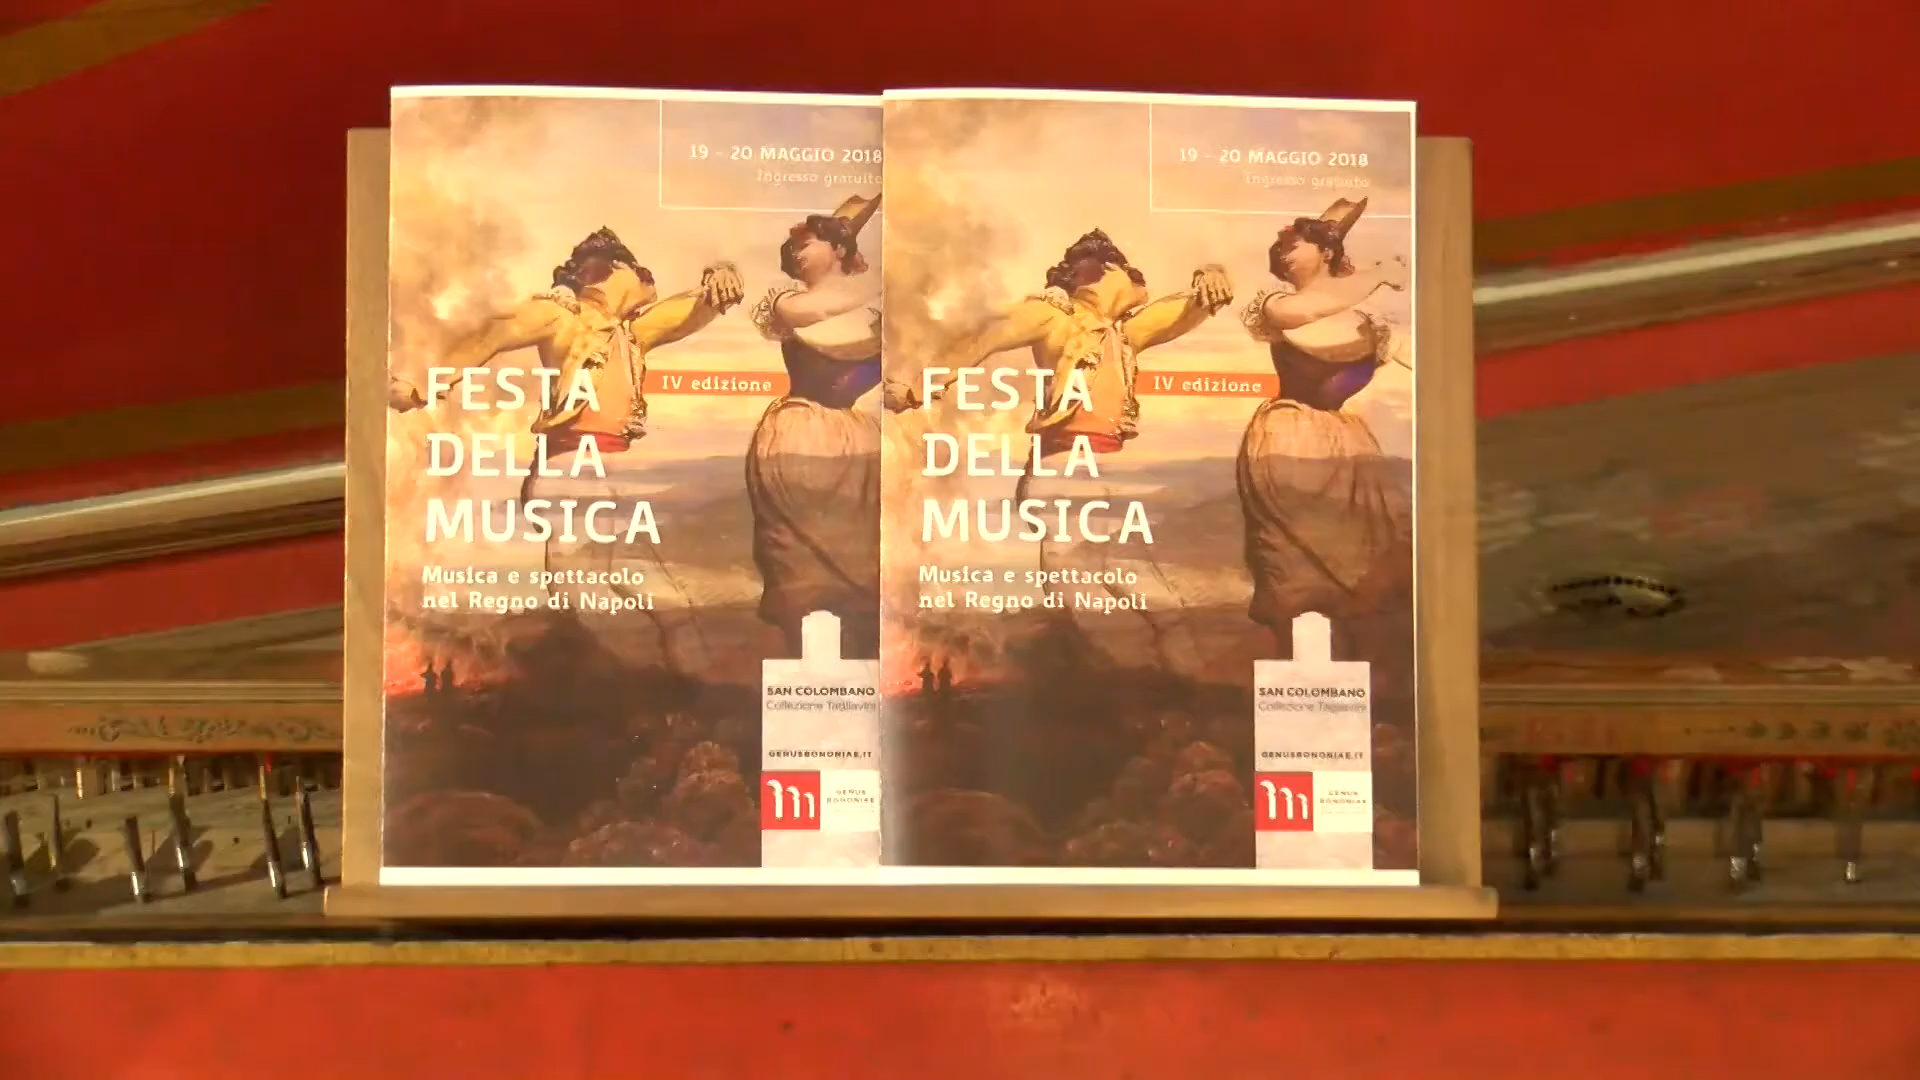 19 - 20 MAGGIO 2018
Ingresso gratuito
IV edizione
FESTA
DELLA
MUSICA
Musica e spettacolo
nel Regno di Napoli
SAN COLOMBANO
Collezione Tagliavini
GENUSBONONIAE.IT
GENUS
BONONIAE
19 - 20 MAGGIO 2018
Ingresso gratuito
IV edizione
FESTA
DELLA
MUSICA
Musica e spettacolo
nel Regno di Napoli
SAN COLOMBANO
Collezione Tagliavini
GENUSBONONIAE.IT
GENUS
BONONIAE